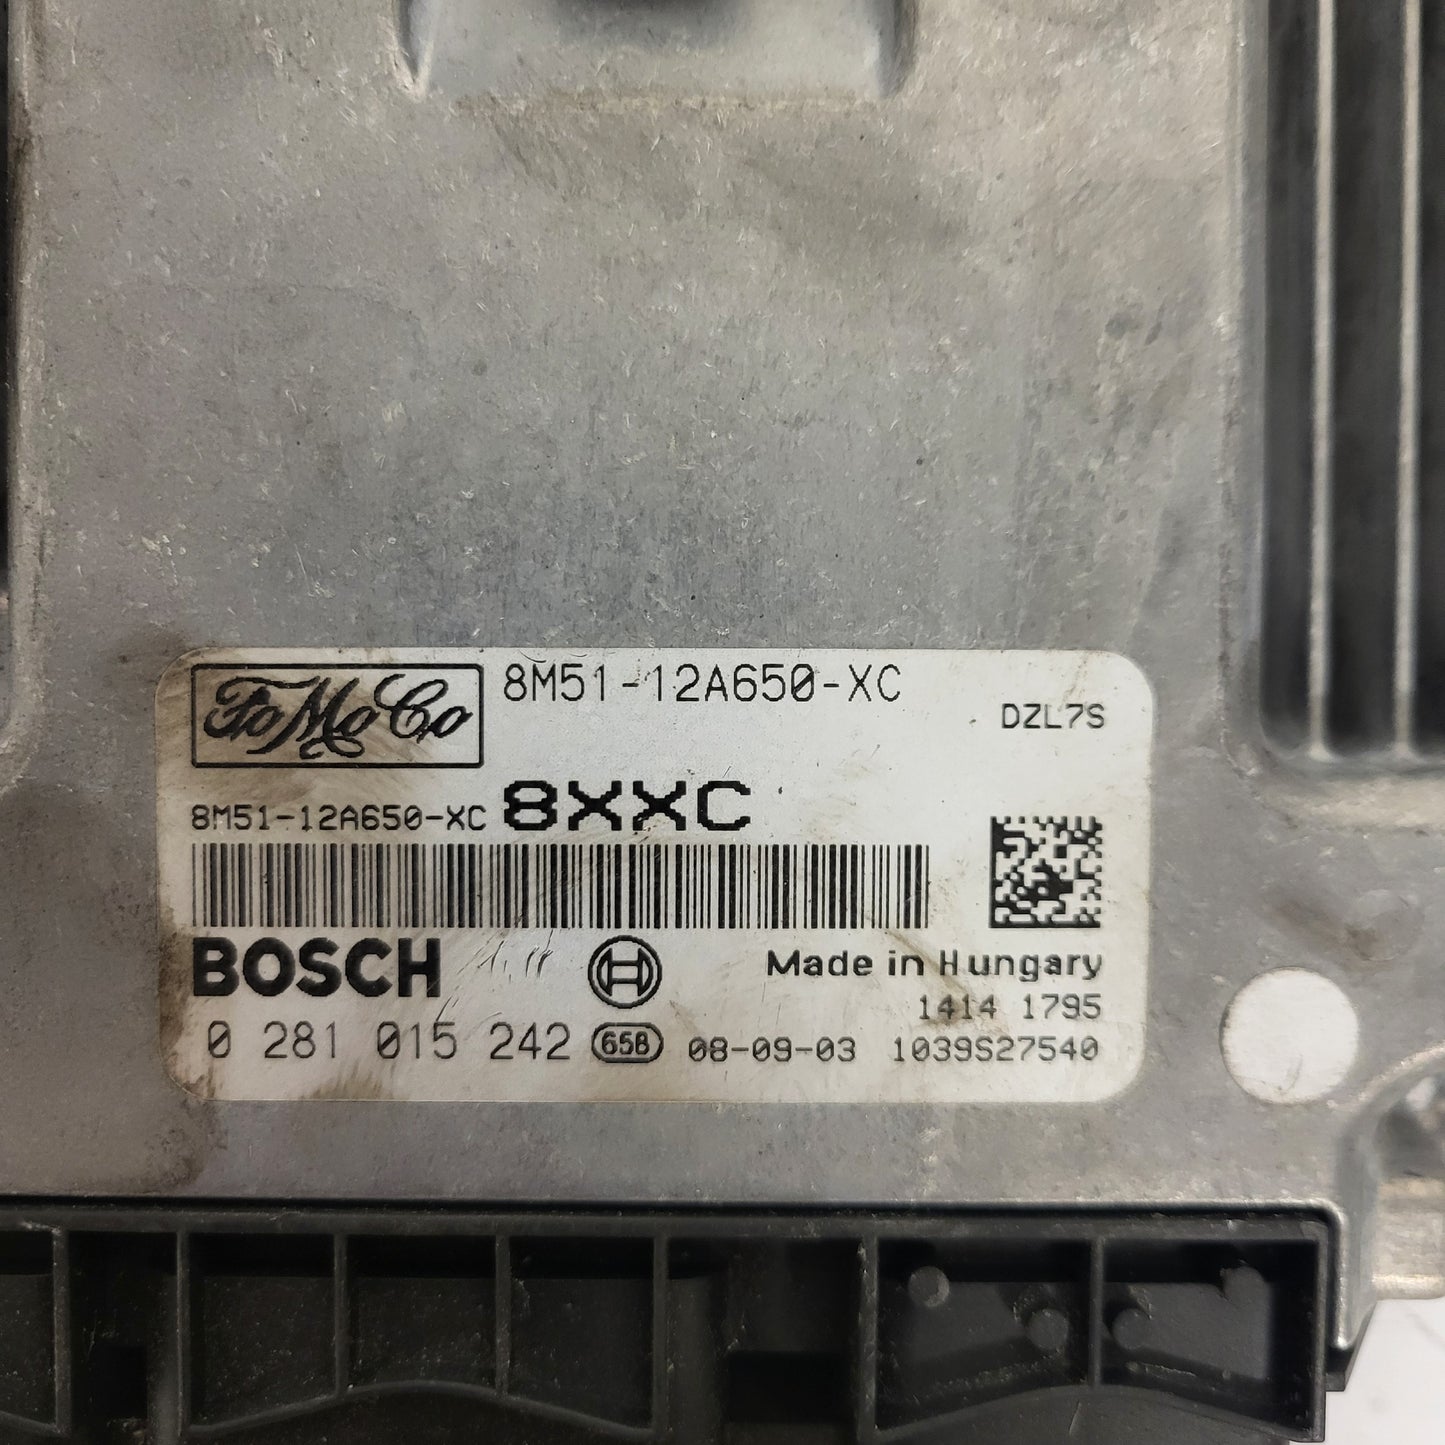 FoMoCo 8M51-12A650-XC
DZL7S
8M51-12A650-XC 8XXC
BOSCH
Made in Hungary
1414 1795
0 281 015 242 658 08-09-03 1039S27540